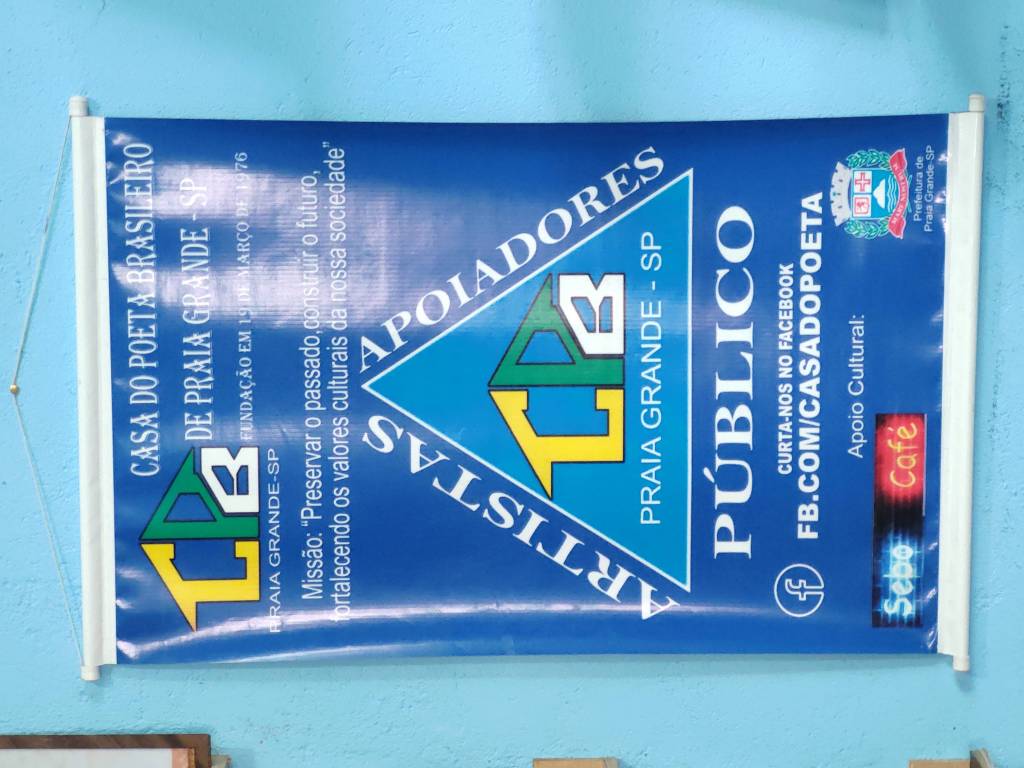 CASA DO POETA BRASILEIRO
DE PRAIA GRANDE - SP
FUNDAÇÃO EM 19 DE MARÇO DE 1976
CPB
PRAIA GRANDE-SP
Missão: "Preservar o passado,construir o futuro,
fortalecendo os valores culturais da nossa sociedade"
ARTISTAS
APOIADORES
CPB
PRAIA GRANDE - SP
PÚBLICO
CURTA-NOS NO FACEBOOK
f
FB.COM/CASADOPOETA
Apoio Cultural:
Sebo Café
Prefeitura de
Praia Grande-SP